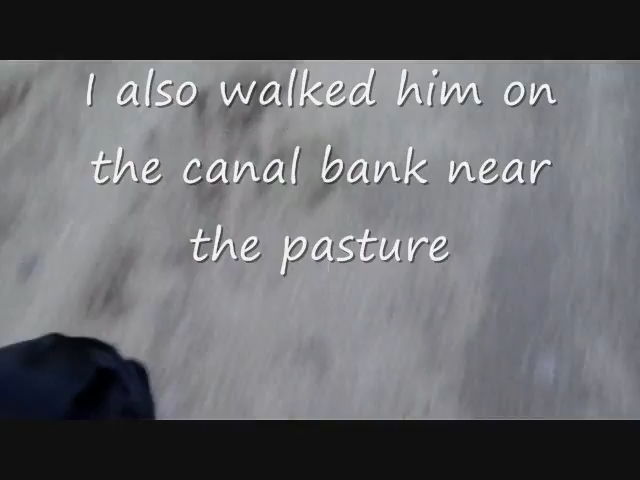 I also walked him on
the canal bank near
the pasture